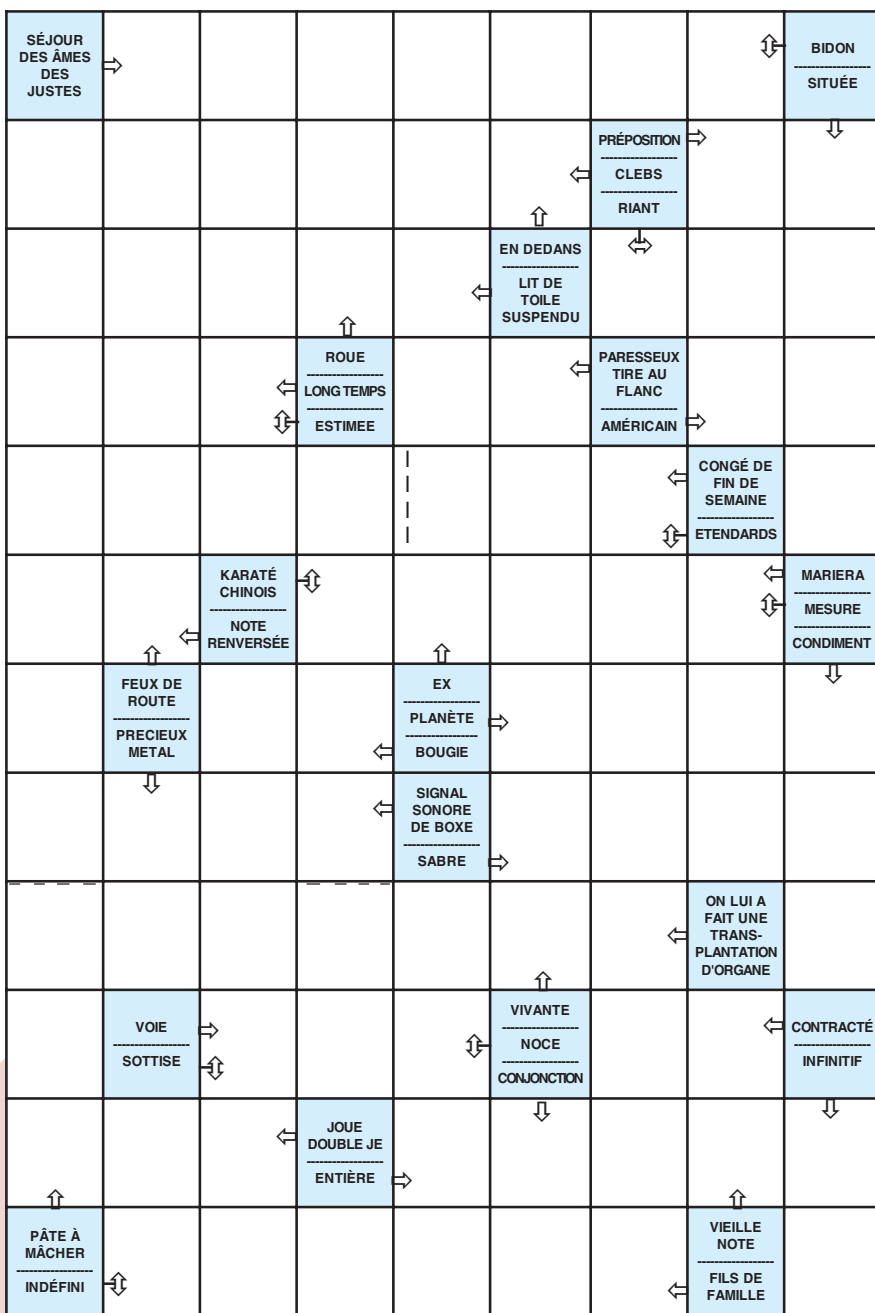 SÉJOUR
DES ÂMES
DES
JUSTES
BIDON
SITUÉE
PRÉPOSITION
CLEBS
RIANT
EN DEDANS
LIT DE
TOILE
SUSPENDU
ROUE
LONG TEMPS
ESTIMEE
PARESSEUX
TIRE AU
FLANC
AMÉRICAIN
CONGÉ DE
FIN DE
SEMAINE
ETENDARDS
KARATÉ
CHINOIS
NOTE
RENVERSÉE
MARIERA
MESURE
CONDIMENT
FEUX DE
ROUTE
PRECIEUX
METAL
EX
PLANÈTE
BOUGIE
SIGNAL
SONORE
DE BOXE
SABRE
ON LUI A
FAIT UNE
TRANS-
PLANTATION
D'ORGANE
VOIE
SOTTISE
VIVANTE
NOCE
CONJONCTION
CONTRACTÉ
INFINITIF
JOUE
DOUBLE JE
ENTIÈRE
PÂTE À
MÂCHER
INDÉFINI
VIEILLE
NOTE
FILS DE
FAMILLE